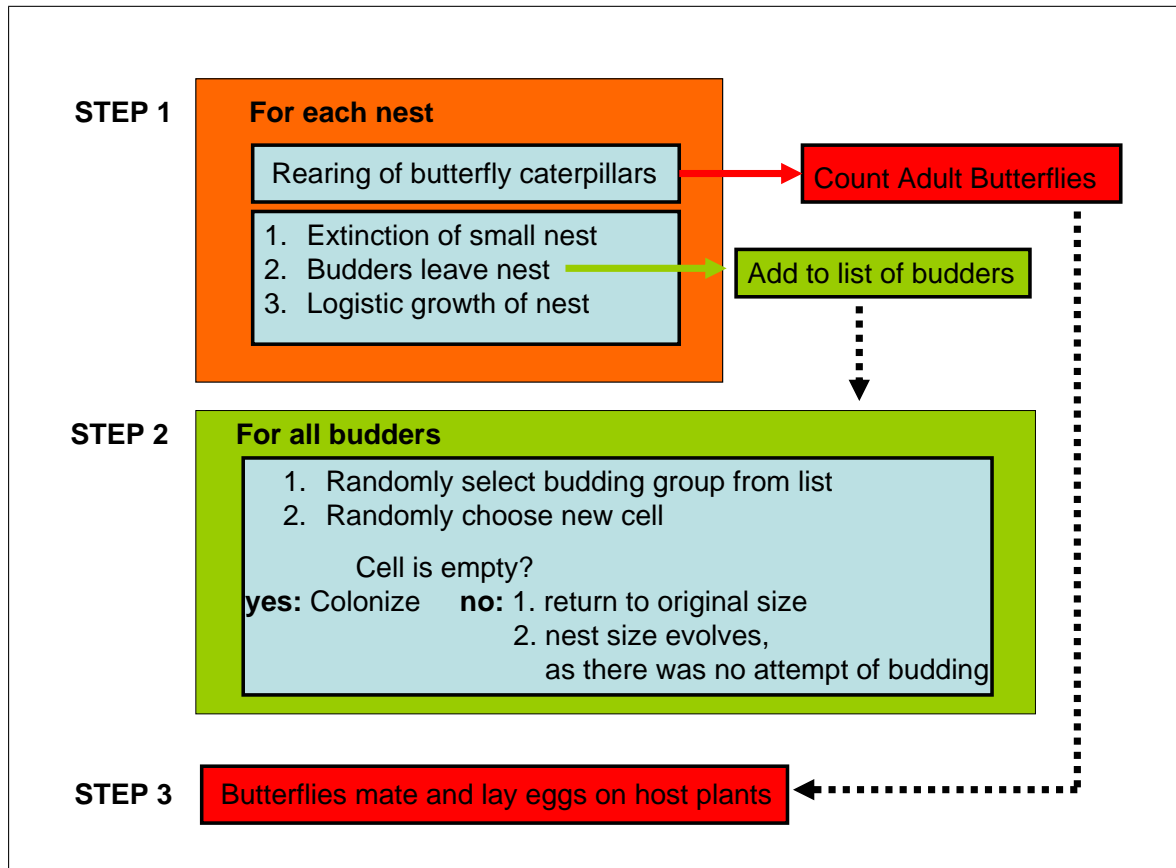 STEP 1
For each nest
Rearing of butterfly caterpillars
Count Adult Butterflies
1. Extinction of small nest
2. Budders leave nest
3. Logistic growth of nest
Add to list of budders
STEP 2
For all budders
1. Randomly select budding group from list
2. Randomly choose new cell
Cell is empty?
yes: Colonize no: 1. return to original size
2. nest size evolves,
as there was no attempt of budding
STEP 3
Butterflies mate and lay eggs on host plants